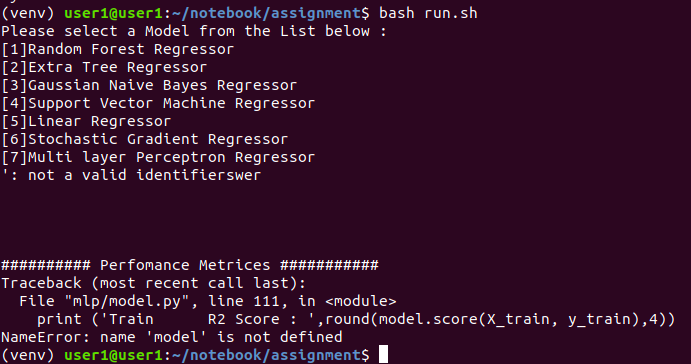 (venv) user1@user1:~/notebook/assignment$ bash run.sh
Please select a Model from the List below :
[1]Random Forest Regressor
[2]Extra Tree Regressor
[3]Gaussian Naive Bayes Regressor
[4]Support Vector Machine Regressor
[5]Linear Regressor
[6]Stochastic Gradient Regressor
[7]Multi layer Perceptron Regressor
': not a valid identifierswer
########## Perfomance Metrices ###########
Traceback (most recent call last):
  File "mlp/model.py", line 111, in <module>
    print ('Train      R2 Score : ',round(model.score(X_train, y_train),4))
NameError: name 'model' is not defined
(venv) user1@user1:~/notebook/assignment$